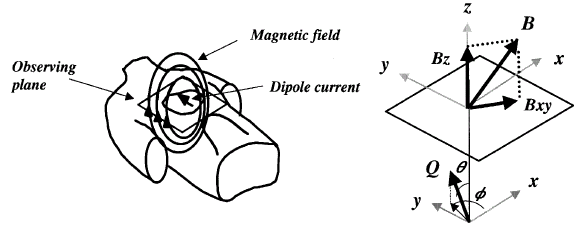 Magnetic field
Observing
plane
Dipole current
z
B
Bz
y
x
Bxy
Q
θ
ϕ
x
y